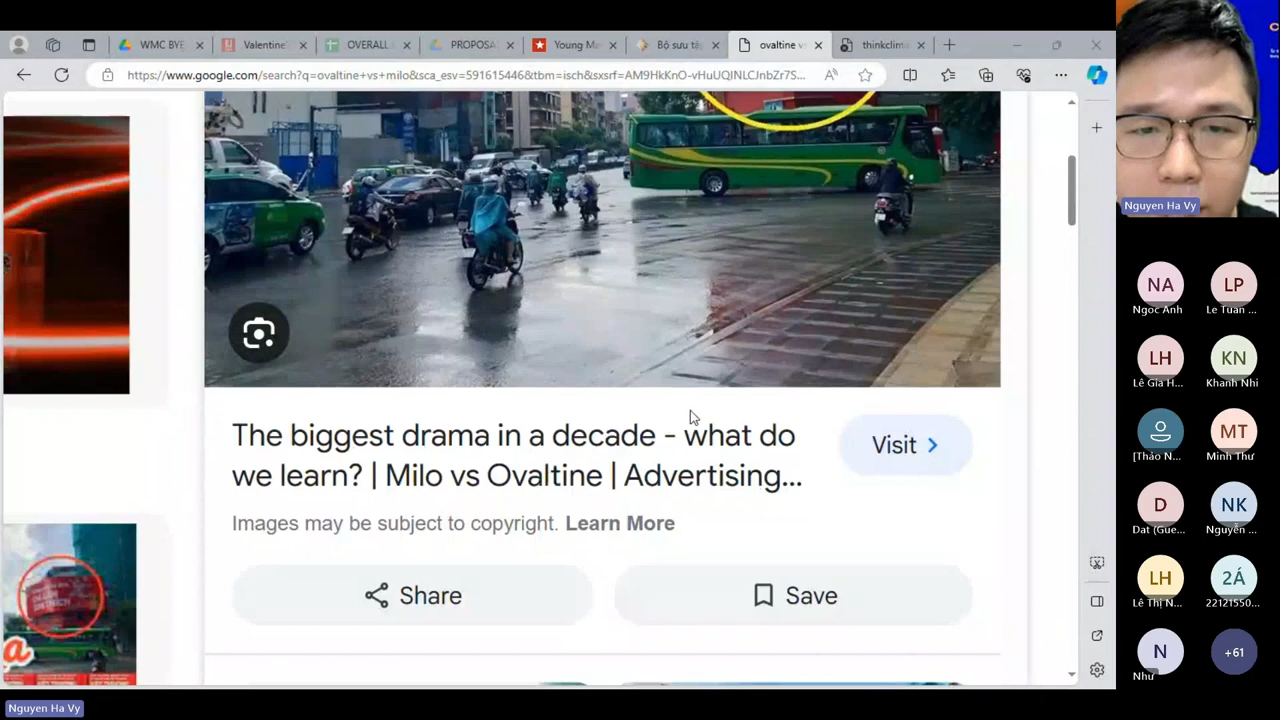 WMC BYE
Valentine
OVERALL
PROPOSA
Young Me
Bộ sưu tậ
ovaltine vs
thinkclima
https://www.google.com/search?q=ovaltine+vs+milo&sca_esv=591615446&tbm=isch&sxsrf=AM9HkKnO-vHuUQINLCJnbZr7S...
The biggest drama in a decade - what do
we learn? | Milo vs Ovaltine | Advertising...
Visit
Images may be subject to copyright. Learn More
Share
Save
Nguyen Ha Vy
NA
LP
Ngoc Anh
Le Tuan ...
LH
KN
Lê Gia H...
Khanh Nhi
MT
[Thảo N...
Minh Thư
D
NK
Dat (Gue...
Nguyễn ...
LH
2Á
Lê Thị N...
22121550...
N
+61
Như
Nguyen Ha Vy